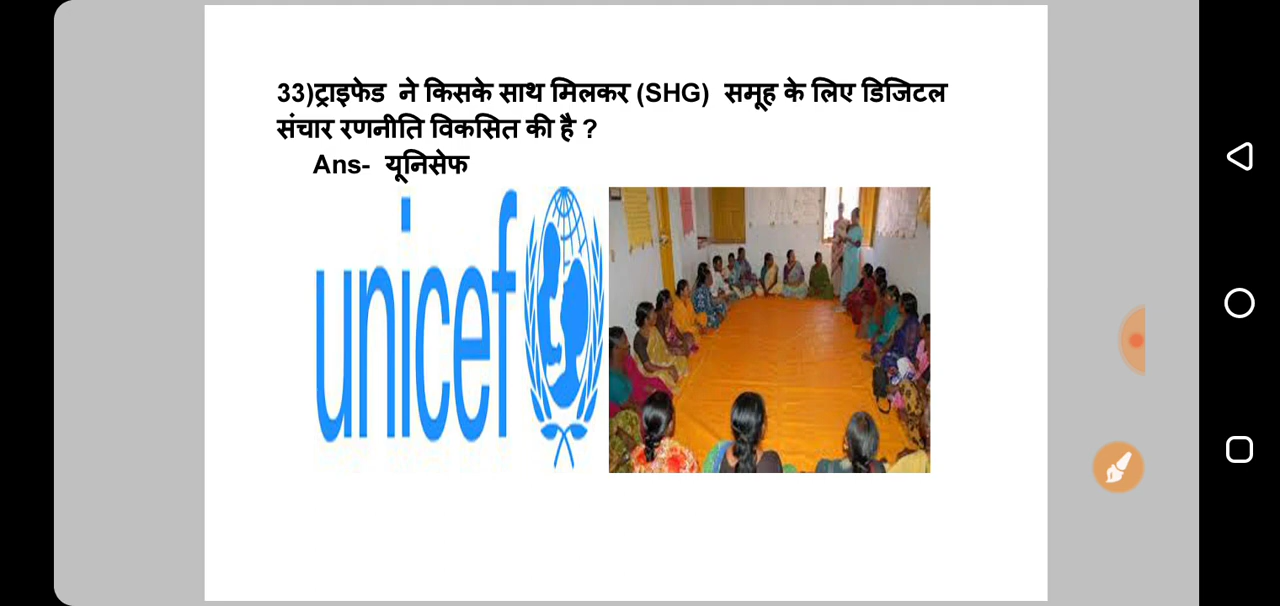 33)ट्राइफेड ने किसके साथ मिलकर (SHG) समूह के लिए डिजिटल
संचार रणनीति विकसित की है ?
Ans- यूनिसेफ
unicef